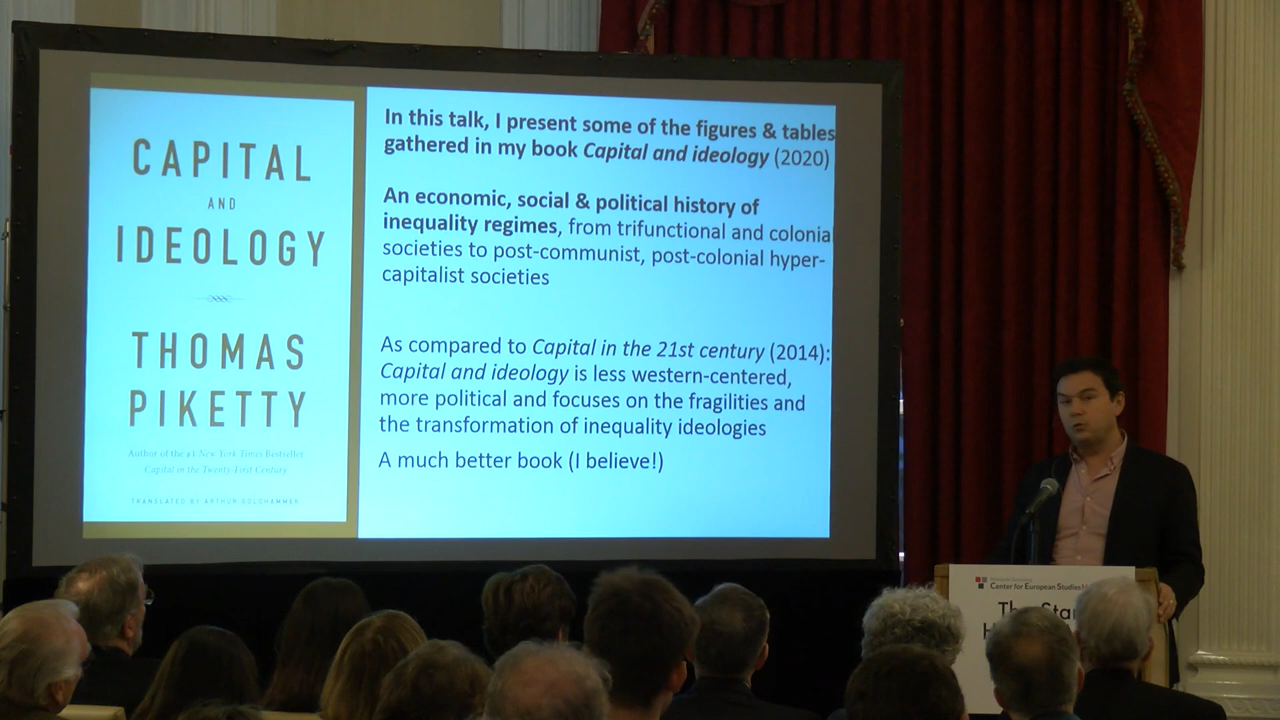 CAPITAL
AND
IDEOLOGY
THOMAS
PIKETTY
Author of the #1 New York Times Bestseller
Capital in the Twenty-First Century
TRANSLATED BY ARTHUR GOLDHAMMER
In this talk, I present some of the figures & tables
gathered in my book Capital and ideology (2020)
An economic, social & political history of
inequality regimes, from trifunctional and colonial
societies to post-communist, post-colonial hyper-
capitalist societies
As compared to Capital in the 21st century (2014):
Capital and ideology is less western-centered,
more political and focuses on the fragilities and
the transformation of inequality ideologies
A much better book (I believe!)
Center for European Studies